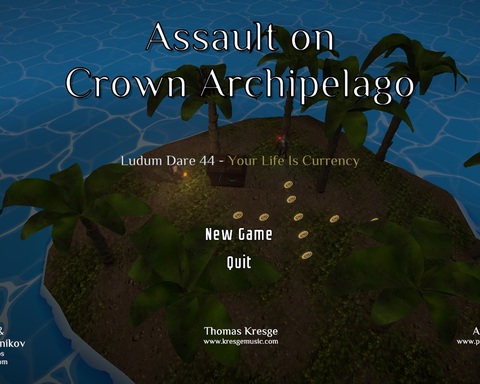 Assault on
Crown Archipelago
Ludum Dare 44 - Your Life Is Currency
New Game
Quit
&
Thomas Kresge
www.kresgemusic.com